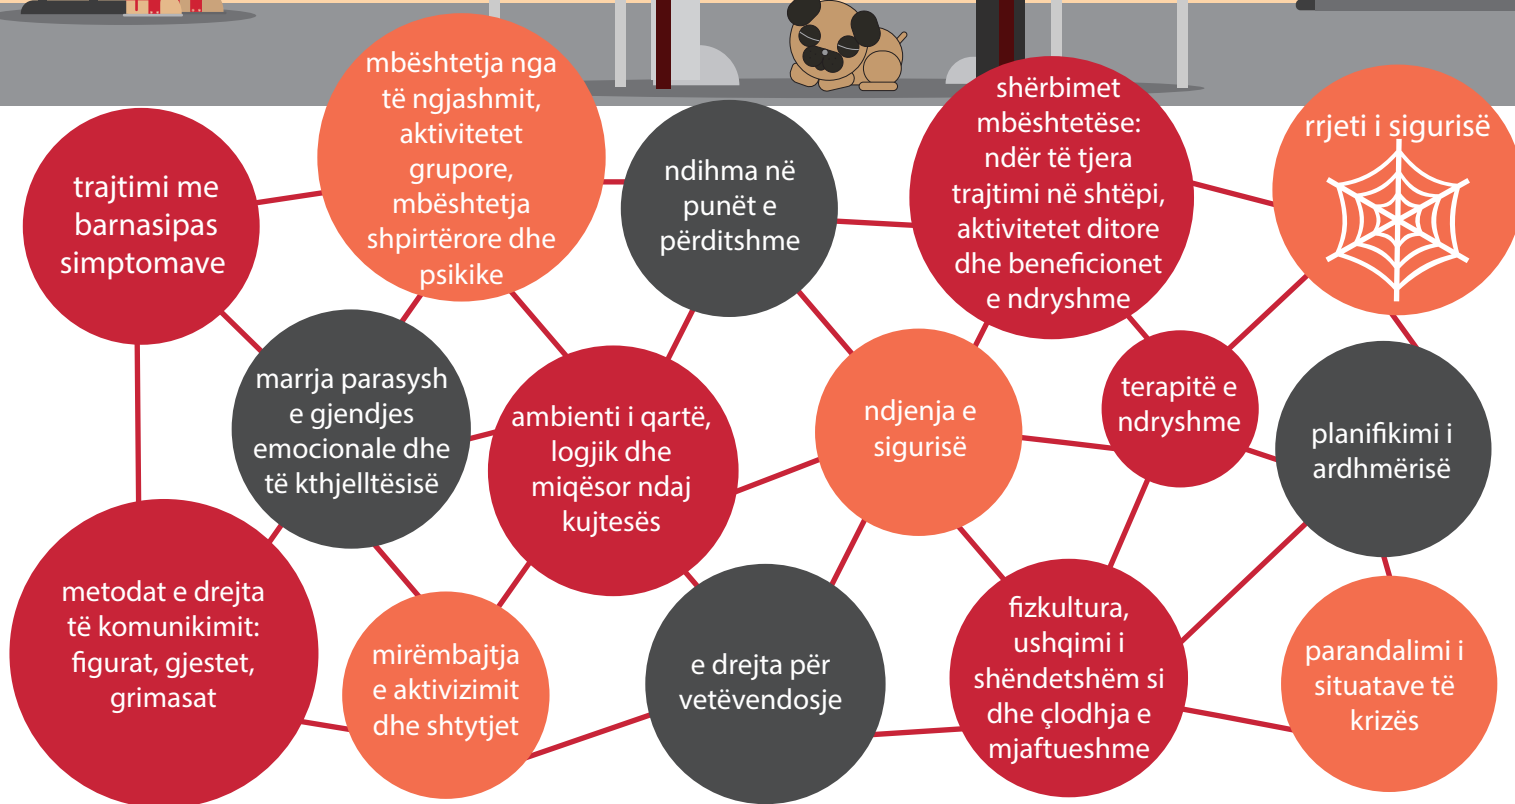 mbështetja nga
të ngjashmit,
aktivitetet
grupore,
mbështetja
shpirtërore dhe
psikike
shërbimet
mbështetëse:
ndër të tjera
trajtimi në shtëpi,
aktivitetet ditore
dhe beneficionet
e ndryshme
rrjeti i sigurisë
trajtimi me
barnasipas
simptomave
ndihma në
punët e
përditshme
marrja parasysh
e gjendjes
emocionale dhe
të kthjelltësisë
ambienti i qartë,
logjik dhe
miqësor ndaj
kujtesës
ndjenja e
sigurisë
terapitë e
ndryshme
planifikimi i
ardhmërisë
metodat e drejta
të komunikimit:
figurat, gjestet,
grimasat
mirëmbajtja
e aktivizimit
dhe shtytjet
e drejta për
vetëvendosje
fizkultura,
ushqimi i
shëndetshëm si
dhe çlodhja e
mjaftueshme
parandalimi i
situatave të
krizës